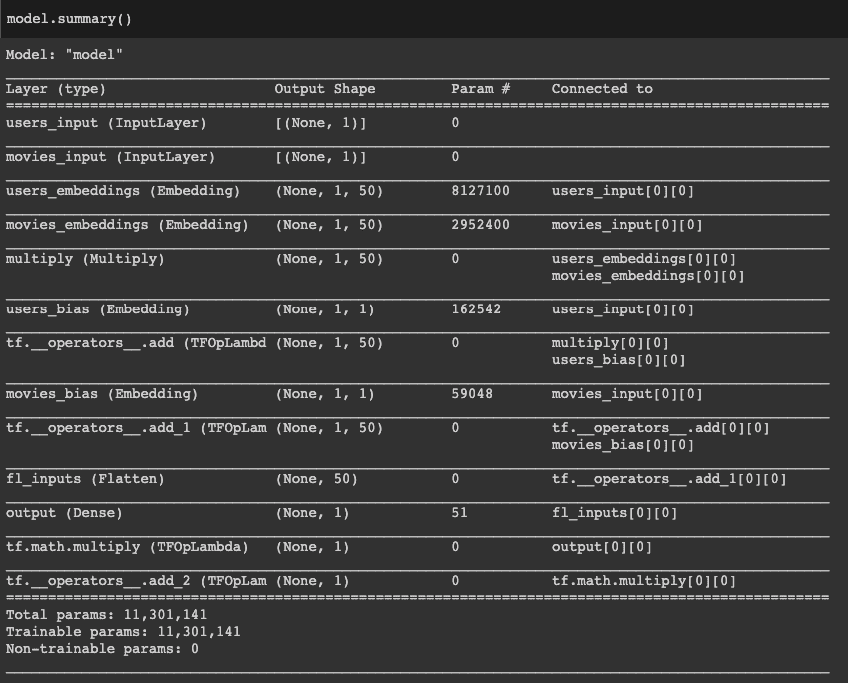 model.summary()
Model: "model"
Layer (type) Output Shape Param # Connected to
users_input (InputLayer) [(None, 1)] 0
movies_input (InputLayer) [(None, 1)] 0
users_embeddings (Embedding) (None, 1, 50) 8127100 users_input[0][0]
movies_embeddings (Embedding) (None, 1, 50) 2952400 movies_input[0][0]
multiply (Multiply) (None, 1, 50) 0 users_embeddings[0][0]
movies_embeddings[0][0]
users_bias (Embedding) (None, 1, 1) 162542 users_input[0][0]
tf.__operators__.add (TFOpLambd (None, 1, 50) 0 multiply[0][0]
users_bias[0][0]
movies_bias (Embedding) (None, 1, 1) 59048 movies_input[0][0]
tf.__operators__.add_1 (TFOpLam (None, 1, 50) 0 tf.__operators__.add[0][0]
movies_bias[0][0]
fl_inputs (Flatten) (None, 50) 0 tf.__operators__.add_1[0][0]
output (Dense) (None, 1) 51 fl_inputs[0][0]
tf.math.multiply (TFOpLambda) (None, 1) 0 output[0][0]
tf.__operators__.add_2 (TFOpLam (None, 1) 0 tf.math.multiply[0][0]
Total params: 11,301,141
Trainable params: 11,301,141
Non-trainable params: 0